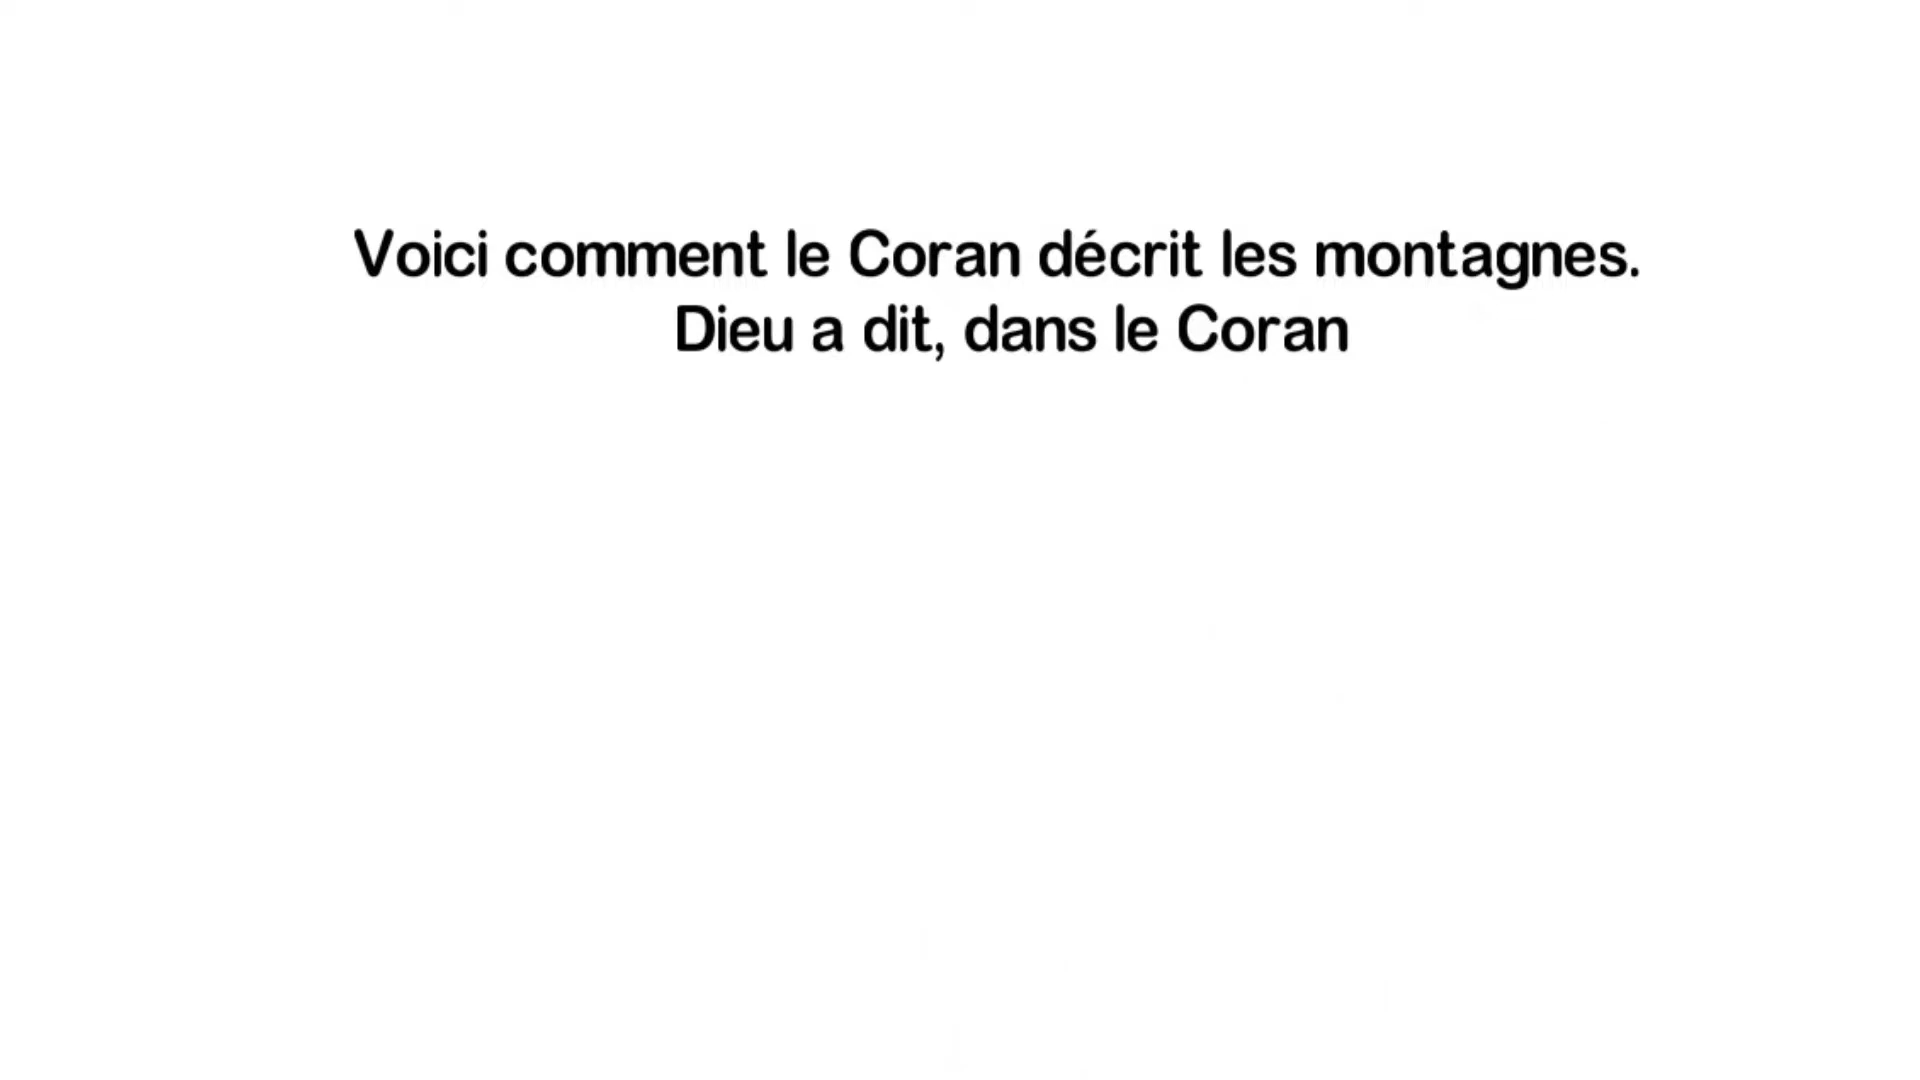 Voici comment le Coran décrit les montagnes.
Dieu a dit, dans le Coran